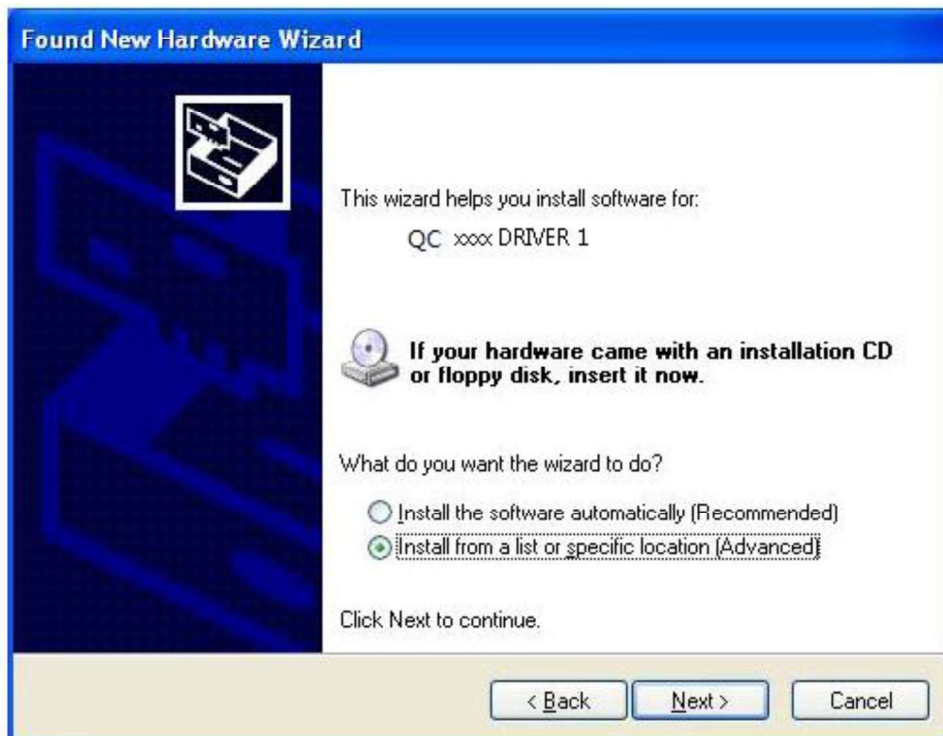 Found New Hardware Wizard
This wizard helps you install software for:
QC xxxx DRIVER 1
If your hardware came with an installation CD
or floppy disk, insert it now.
What do you want the wizard to do?
Install the software automatically (Recommended)
Install from a list or specific location (Advanced)
Click Next to continue.
< Back
Next >
Cancel